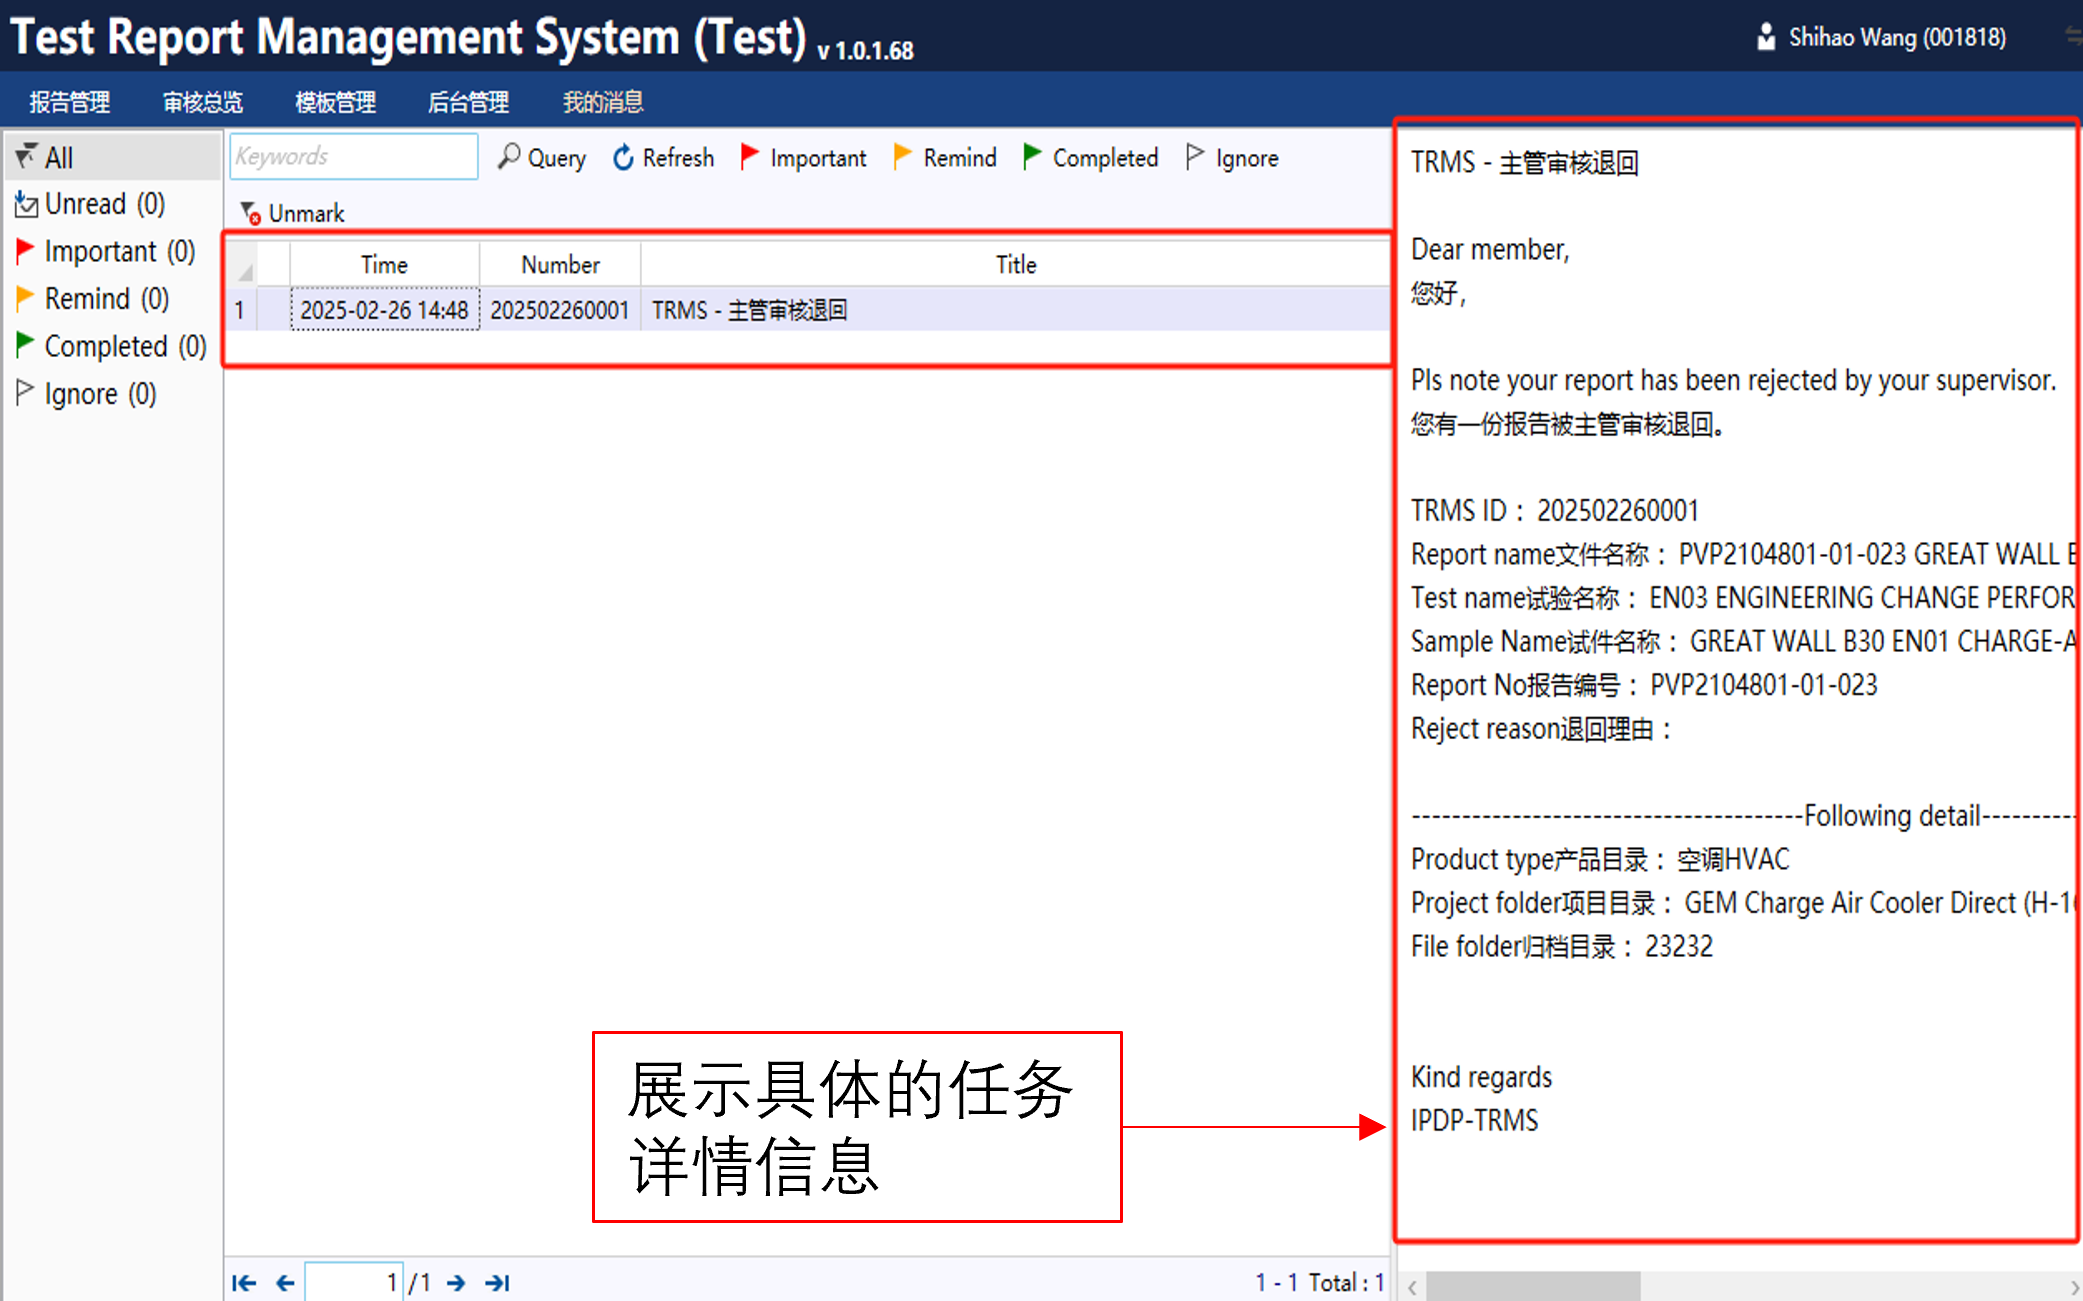 Test Report Management System (Test) v 1.0.1.68
Shihao Wang (001818)
报告管理 审核总览 模板管理 后台管理 我的消息
All
Unread (0)
Important (0)
Remind (0)
Completed (0)
Ignore (0)
Keywords Query Refresh Important Remind Completed Ignore
Unmark
Time Number Title
1 2025-02-26 14:48 202502260001 TRMS - 主管审核退回
展示具体的任务
详情信息
1 /1
1 - 1 Total : 1
TRMS - 主管审核退回
Dear member,
您好，
Pls note your report has been rejected by your supervisor.
您有一份报告被主管审核退回。
TRMS ID： 202502260001
Report name文件名称： PVP2104801-01-023 GREAT WALL
Test name试验名称： EN03 ENGINEERING CHANGE PERFOR
Sample Name试件名称： GREAT WALL B30 EN01 CHARGE-A
Report No报告编号： PVP2104801-01-023
Reject reason退回理由：
---------------------------------------Following detail----------
Product type产品目录： 空调HVAC
Project folder项目目录： GEM Charge Air Cooler Direct (H-1
File folder归档目录： 23232
Kind regards
IPDP-TRMS